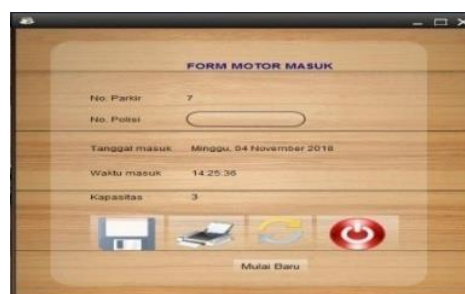 FORM MOTOR MASUK
No. Parkir 7
No. Polisi
Tanggal masuk Minggu, 04 November 2018
Waktu masuk 14:25:36
Kapasitas 3
Mulai Baru